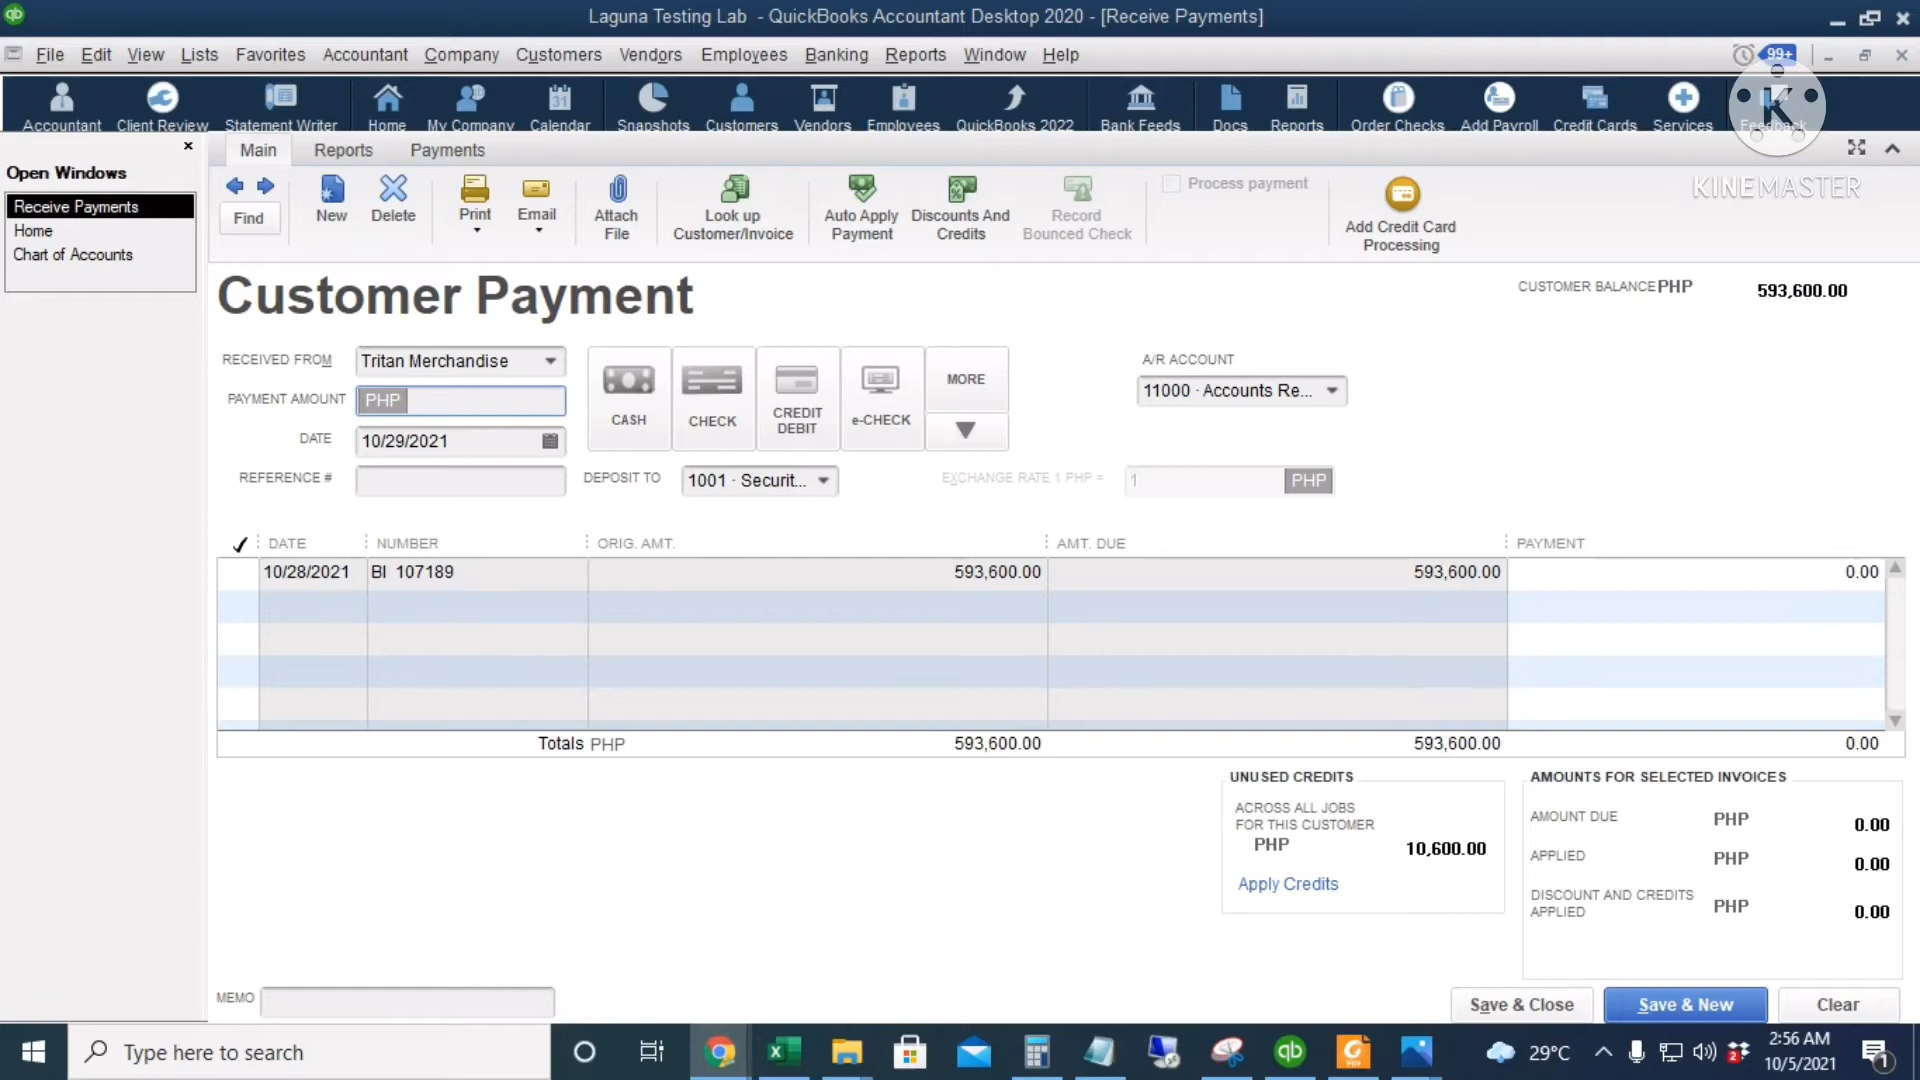 Laguna Testing Lab - QuickBooks Accountant Desktop 2020 - [Receive Payments]
File Edit View Lists Favorites Accountant Company Customers Vendors Employees Banking Reports Window Help
99+
Accountant Client Review Statement Writer Home My Company Calendar Snapshots Customers Vendors Employees QuickBooks 2022 Bank Feeds Docs Reports Order Checks Add Payroll Credit Cards Services Feedback
31
K
KINEMASTER
Open Windows
Receive Payments
Home
Chart of Accounts
Main Reports Payments
Find
New
Delete
Print
Email
Attach
File
Look up
Customer/Invoice
Auto Apply
Payment
Discounts And
Credits
Record
Bounced Check
Process payment
Add Credit Card
Processing
Customer Payment
CUSTOMER BALANCE PHP 593,600.00
RECEIVED FROM Tritan Merchandise
PAYMENT AMOUNT PHP
DATE 10/29/2021
REFERENCE #
CASH
CHECK
CREDIT
DEBIT
e-CHECK
MORE
A/R ACCOUNT
11000 · Accounts Re...
DEPOSIT TO 1001 · Securit...
EXCHANGE RATE 1 PHP = 1 PHP
DATE NUMBER ORIG. AMT. AMT. DUE PAYMENT
10/28/2021 BI 107189 593,600.00 593,600.00 0.00
Totals PHP 593,600.00 593,600.00 0.00
UNUSED CREDITS
ACROSS ALL JOBS
FOR THIS CUSTOMER
PHP 10,600.00
Apply Credits
AMOUNTS FOR SELECTED INVOICES
AMOUNT DUE PHP 0.00
APPLIED PHP 0.00
DISCOUNT AND CREDITS
APPLIED PHP 0.00
MEMO
Save & Close Save & New Clear
Type here to search
29°C
2:56 AM
10/5/2021
2
1